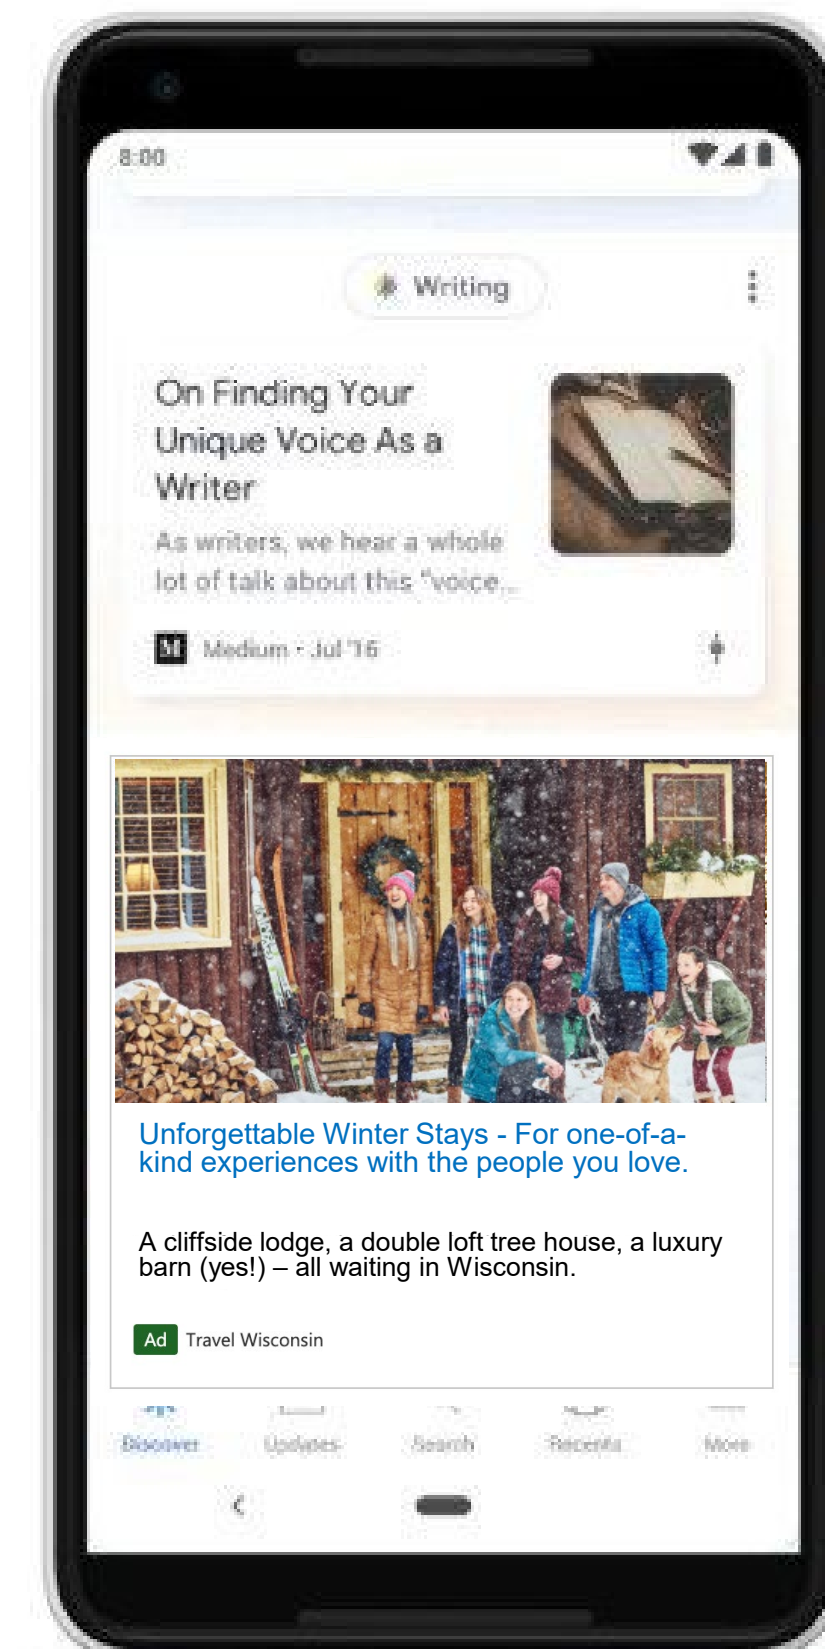 8:00
Writing
On Finding Your
Unique Voice As a
Writer
As writers, we hear a whole
lot of talk about this "voice...
M Medium • Jul '16
Unforgettable Winter Stays - For one-of-a-
kind experiences with the people you love.
A cliffside lodge, a double loft tree house, a luxury
barn (yes!) – all waiting in Wisconsin.
Ad Travel Wisconsin
Discover Updates Search Recents More